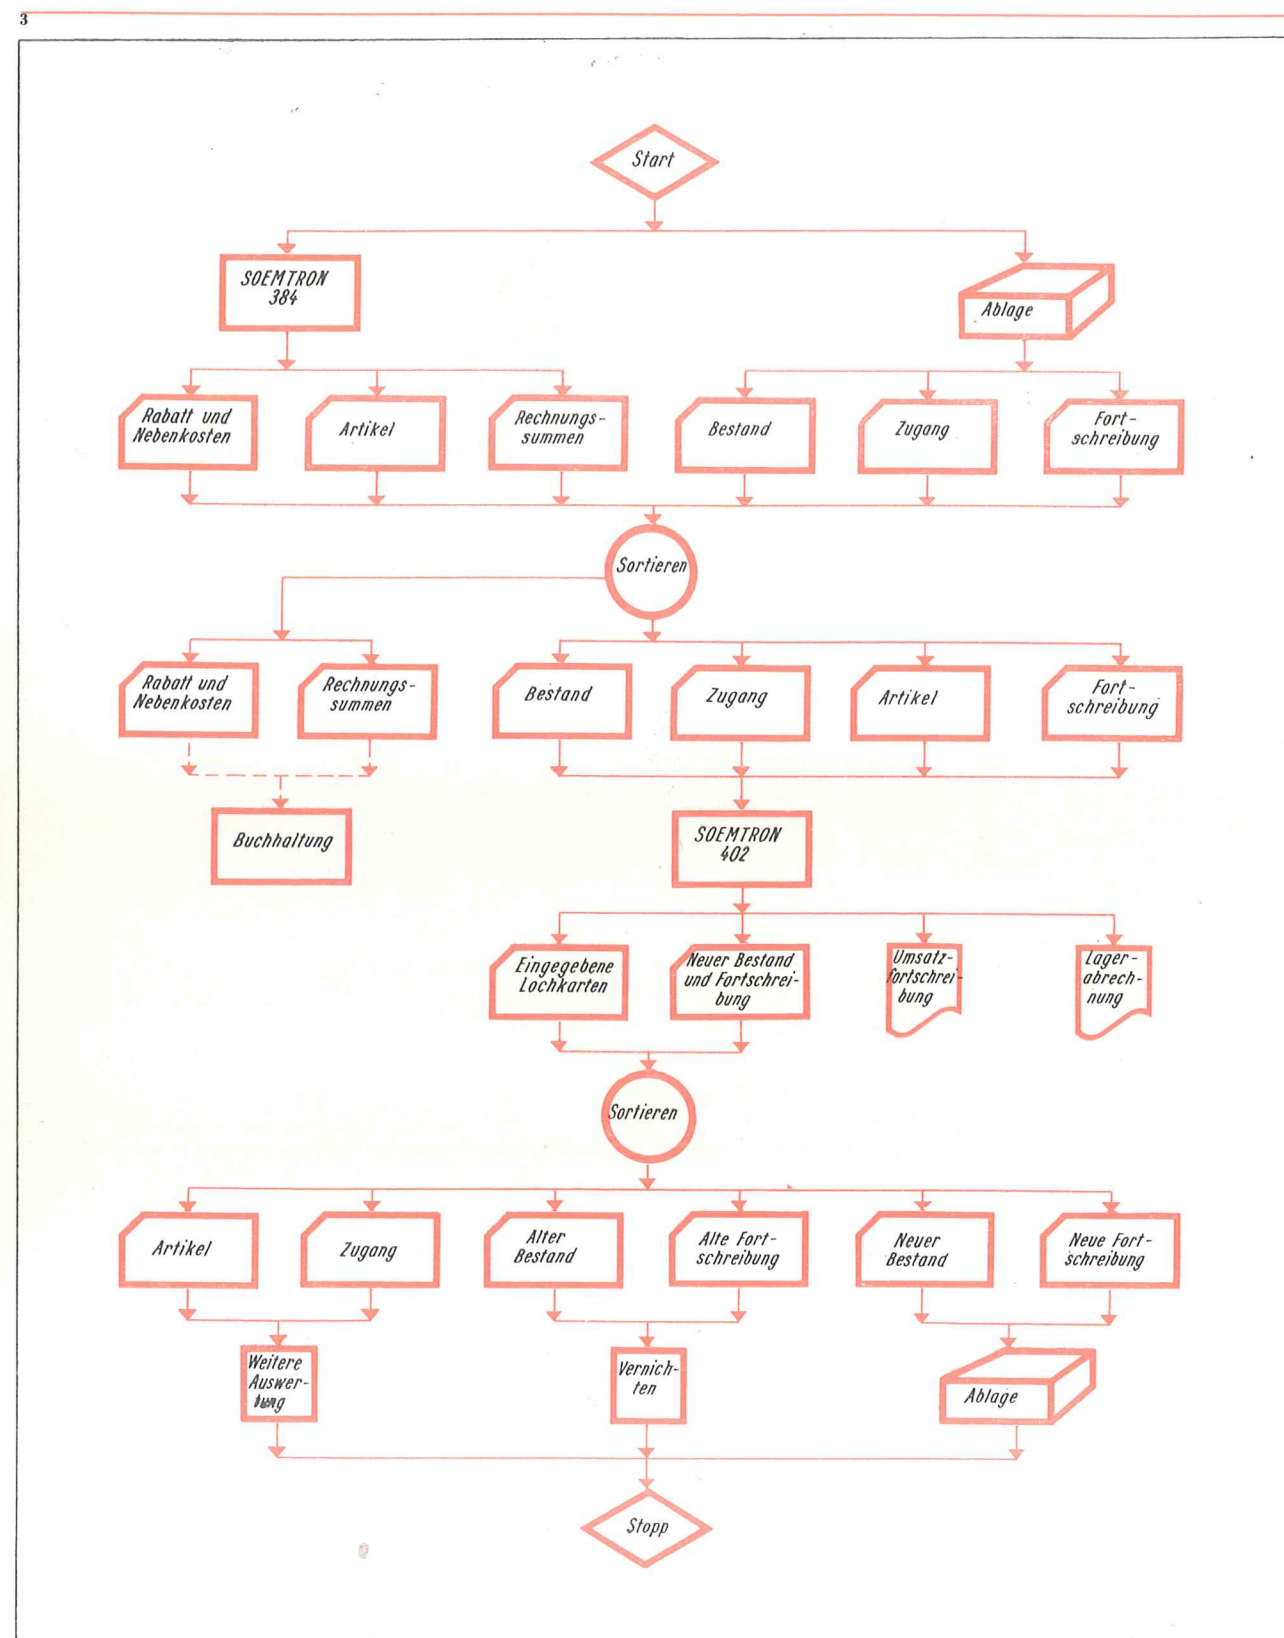 3
Start
SOEMTRON
384
Ablage
Rabatt und
Nebenkosten
Artikel
Rechnungs-
summen
Bestand
Zugang
Fort-
schreibung
Sortieren
Rabatt und
Nebenkosten
Rechnungs-
summen
Bestand
Zugang
Artikel
Fort-
schreibung
Buchhaltung
SOEMTRON
402
Eingegebene
Lochkarten
Neuer Bestand
und Fortschrei-
bung
Umsatz-
fortschrei-
bung
Lager-
abrech-
nung
Sortieren
Artikel
Zugang
Alter
Bestand
Alte Fort-
schreibung
Neuer
Bestand
Neue Fort-
schreibung
Weitere
Auswer-
tung
Vernich-
ten
Ablage
Stopp